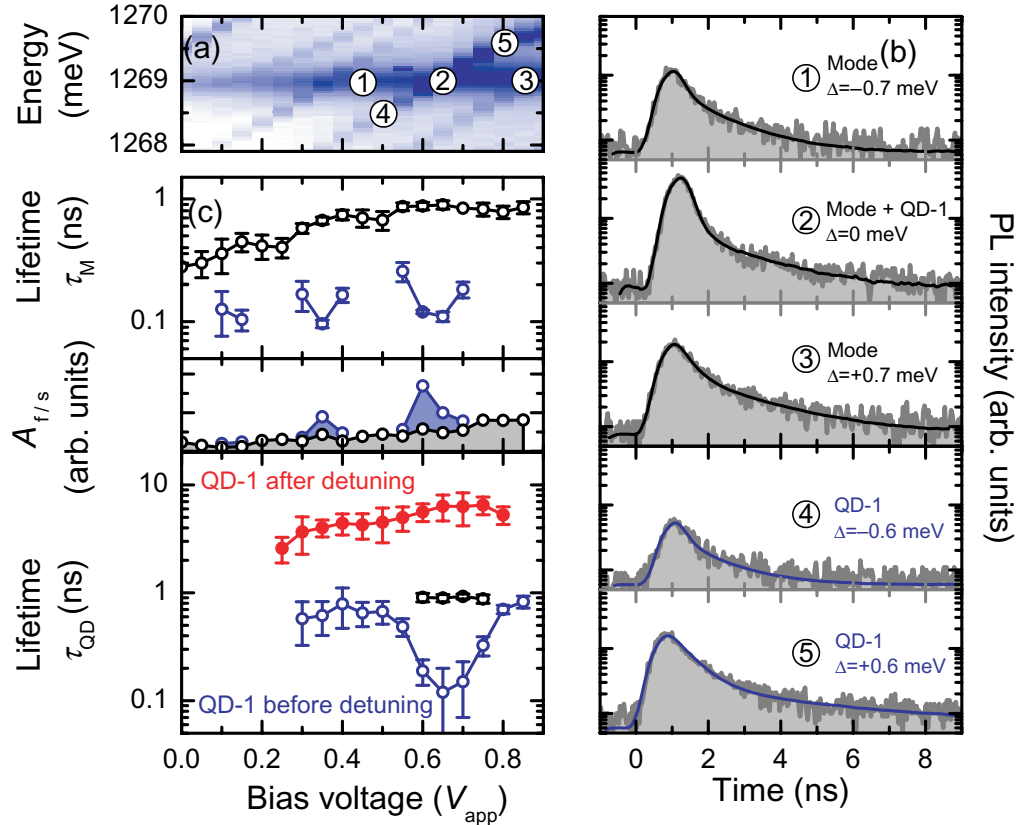 1270
1269
1268
Energy
(meV)
(a)
1
2
3
4
5
(c)
1
0.1
Lifetime
τM (ns)
A f / s
(arb. units)
QD-1 after detuning
10
1
0.1
Lifetime
τQD (ns)
QD-1 before detuning
0.0 0.2 0.4 0.6 0.8
Bias voltage (Vapp)
(b)
1 Mode
Δ=−0.7 meV
2 Mode + QD-1
Δ=0 meV
3 Mode
Δ=+0.7 meV
4 QD-1
Δ=−0.6 meV
5 QD-1
Δ=+0.6 meV
0 2 4 6 8
Time (ns)
PL intensity (arb. units)